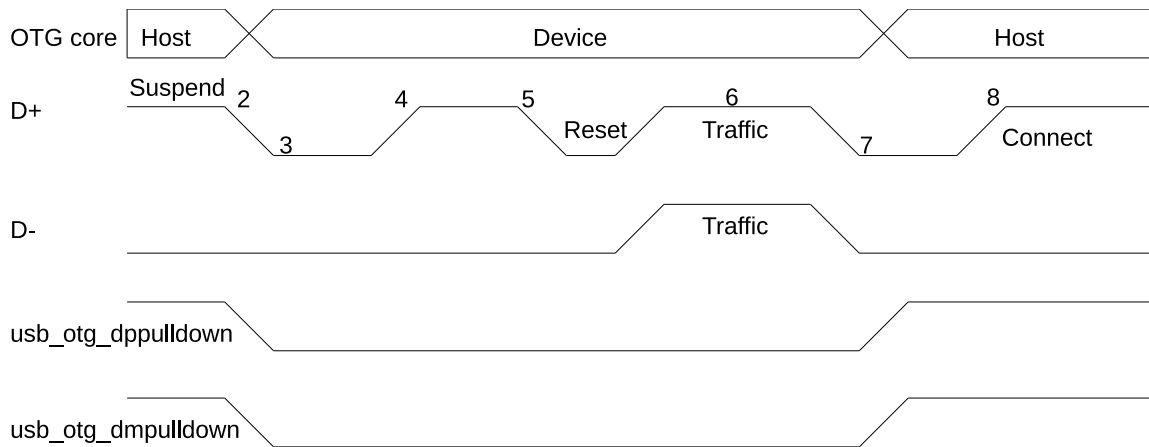 OTG core Host Device Host
Suspend
D+ 2 3 4 5 Reset 6 Traffic 7 8 Connect
D- Traffic
usb_otg_dppulldown
usb_otg_dmpulldown